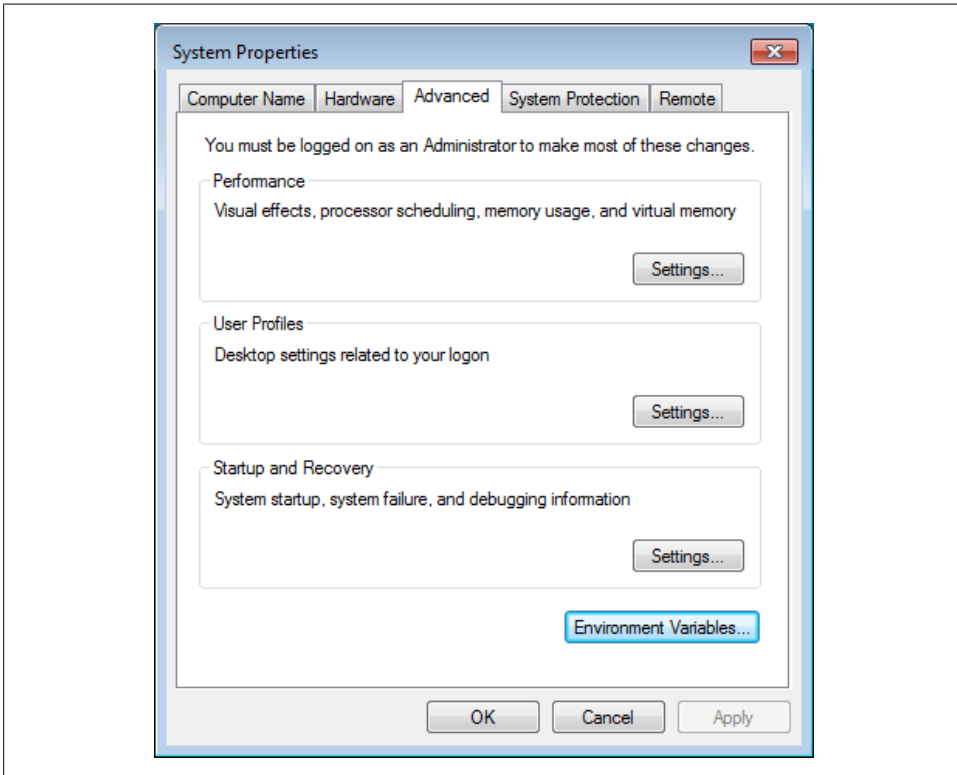 System Properties
Computer Name Hardware Advanced System Protection Remote
You must be logged on as an Administrator to make most of these changes.
Performance
Visual effects, processor scheduling, memory usage, and virtual memory
Settings...
User Profiles
Desktop settings related to your logon
Settings...
Startup and Recovery
System startup, system failure, and debugging information
Settings...
Environment Variables...
OK Cancel Apply